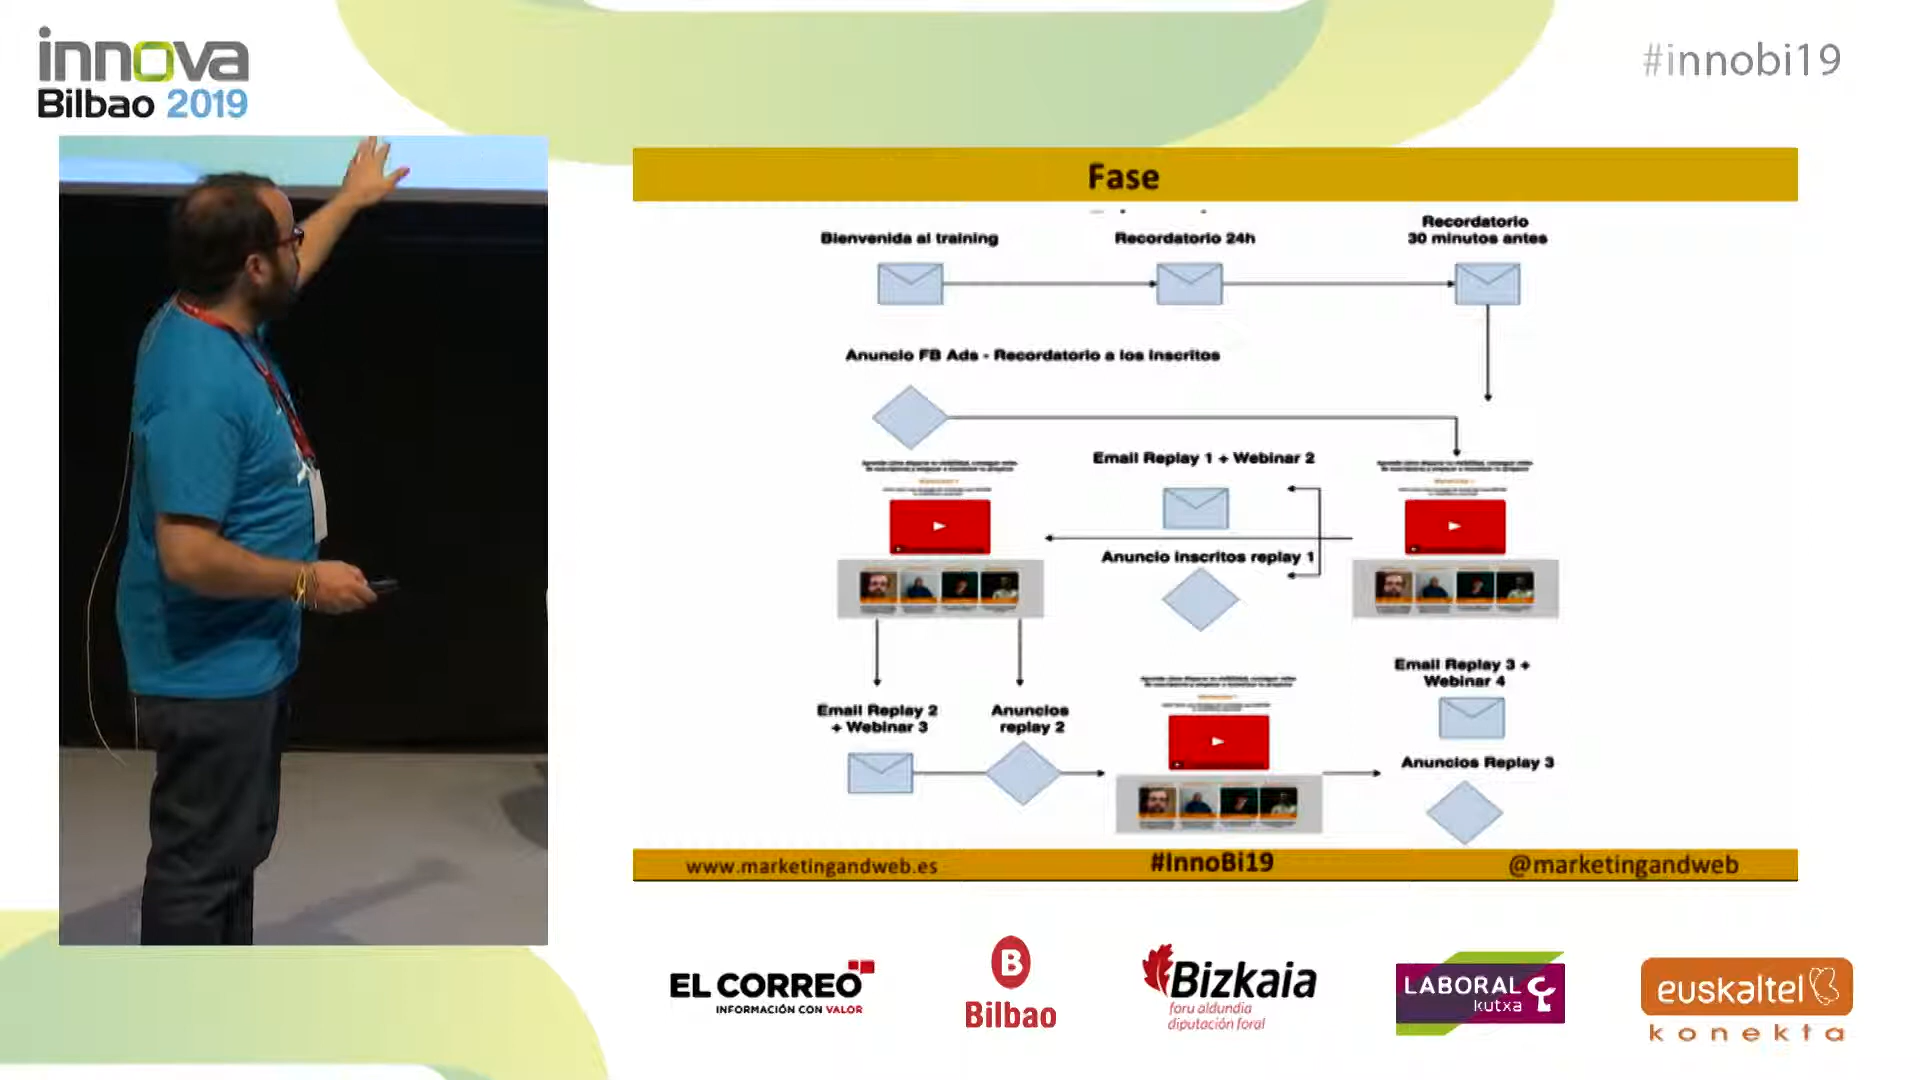 innova
Bilbao 2019
#innobi19
Fase
Bienvenida al training
Recordatorio 24h
Recordatorio
30 minutos antes
Anuncio FB Ads - Recordatorio a los inscritos
Email Replay 1 + Webinar 2
Anuncio inscritos replay 1
Email Replay 2
+ Webinar 3
Anuncios
replay 2
Email Replay 3 +
Webinar 4
Anuncios Replay 3
www.marketingandweb.es
#InnoBi19
@marketingandweb
EL CORREO
INFORMACIÓN CON VALOR
B
Bilbao
Bizkaia
foru aldundia
diputación foral
LABORAL
kutxa
euskaltel
konekta